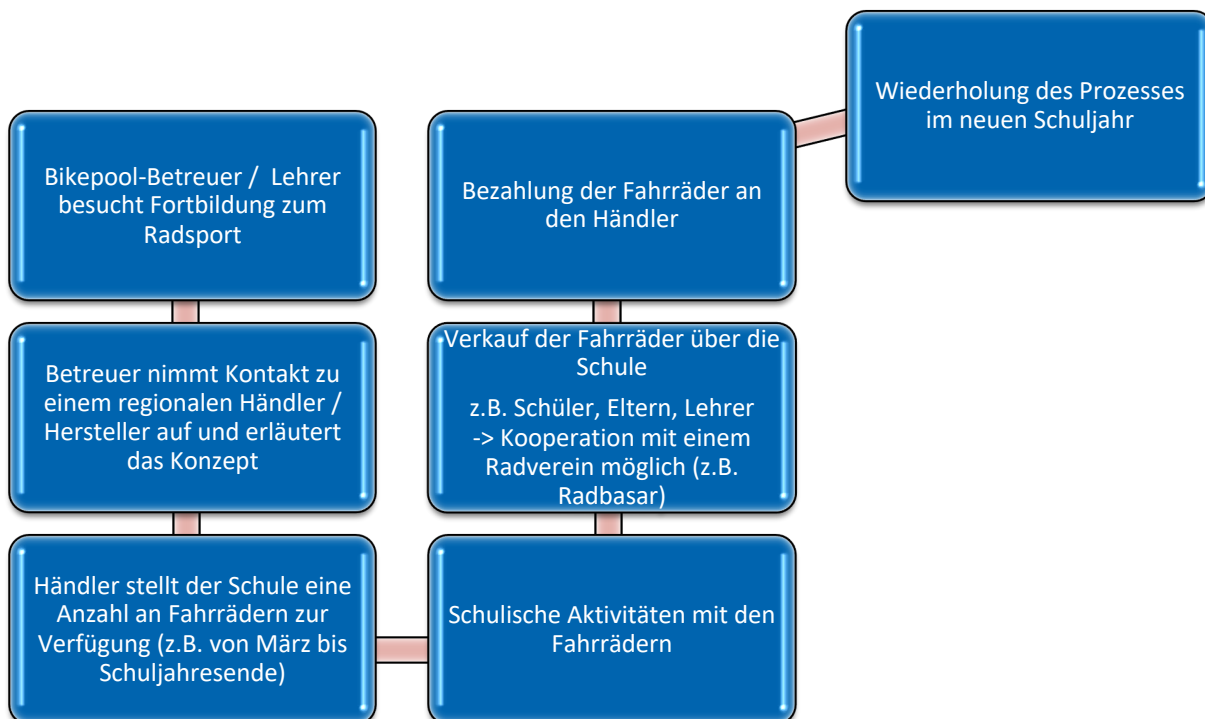 Bikepool-Betreuer / Lehrer
besucht Fortbildung zum
Radsport
Betreuer nimmt Kontakt zu
einem regionalen Händler /
Hersteller auf und erläutert
das Konzept
Händler stellt der Schule eine
Anzahl an Fahrrädern zur
Verfügung (z.B. von März bis
Schuljahresende)
Schulische Aktivitäten mit den
Fahrrädern
Verkauf der Fahrräder über die
Schule
z.B. Schüler, Eltern, Lehrer
-> Kooperation mit einem
Radverein möglich (z.B.
Radbasar)
Bezahlung der Fahrräder an
den Händler
Wiederholung des Prozesses
im neuen Schuljahr